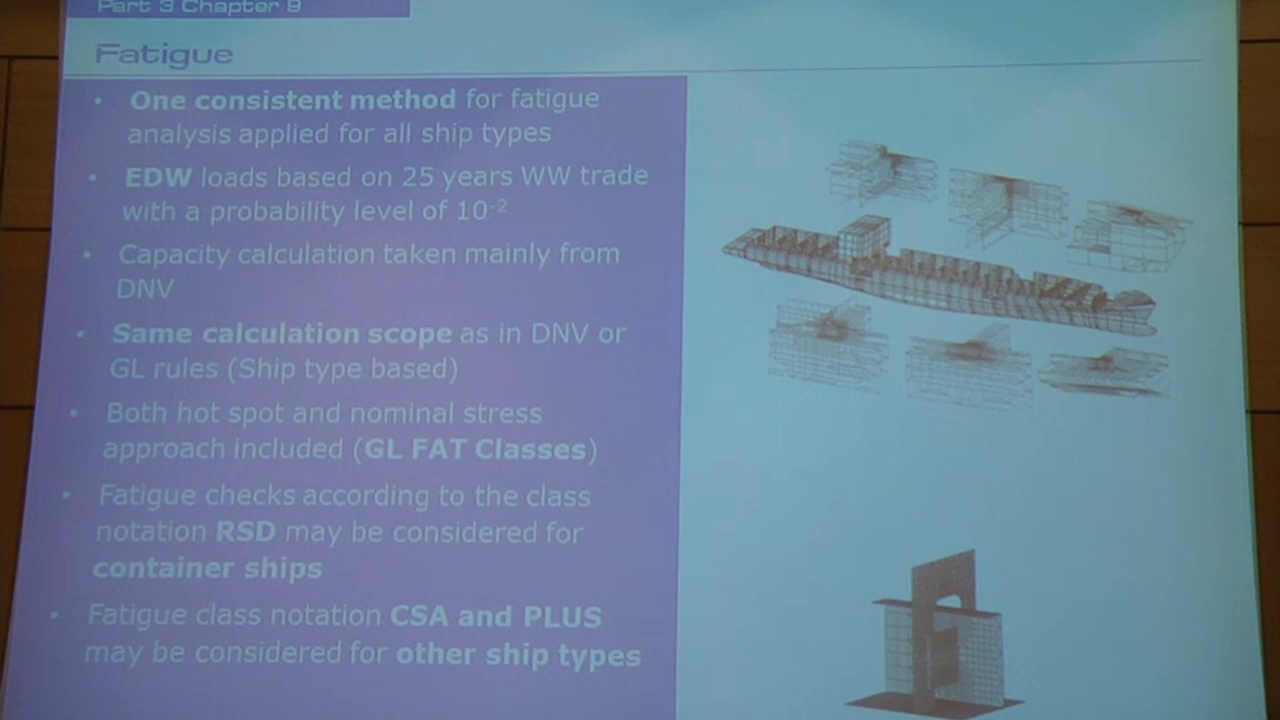 Part 3 Chapter 9
Fatigue
• One consistent method for fatigue
analysis applied for all ship types
• EDW loads based on 25 years WW trade
with a probability level of 10⁻²
• Capacity calculation taken mainly from
DNV
• Same calculation scope as in DNV or
GL rules (Ship type based)
• Both hot spot and nominal stress
approach included (GL FAT Classes)
• Fatigue checks according to the class
notation RSD may be considered for
container ships
• Fatigue class notation CSA and PLUS
may be considered for other ship types